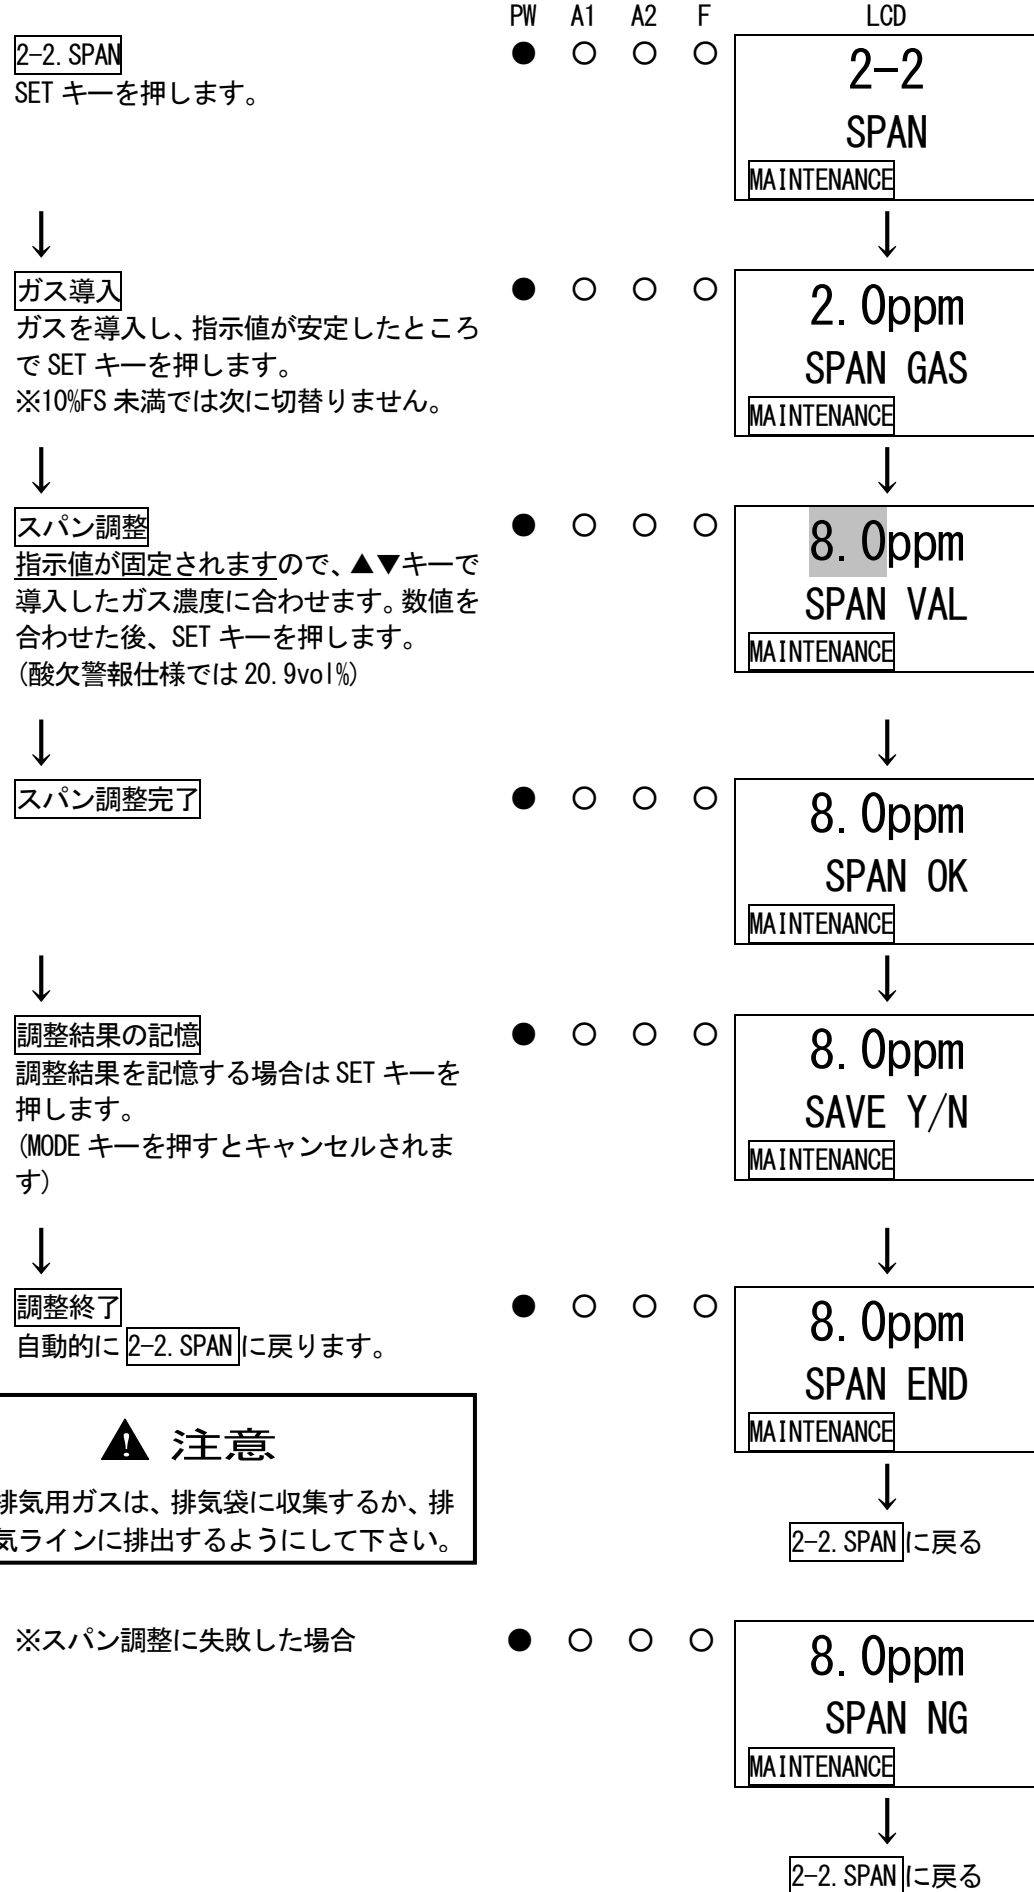 PW A1 A2 F LCD
2-2. SPAN ● ○ ○ ○ 2-2
SET キーを押します。
SPAN
MAINTENANCE
↓ ↓
ガス導入 ● ○ ○ ○ 2.0ppm
ガスを導入し、指示値が安定したところ
で SET キーを押します。
SPAN GAS
※10%FS 未満では次に切替りません。
MAINTENANCE
↓ ↓
スパン調整 ● ○ ○ ○ 8.0ppm
指示値が固定されますので、▲▼キーで
導入したガス濃度に合わせます。数値を
SPAN VAL
合わせた後、SET キーを押します。
MAINTENANCE
(酸欠警報仕様では 20.9vol%)
↓ ↓
スパン調整完了 ● ○ ○ ○ 8.0ppm
SPAN OK
MAINTENANCE
↓ ↓
調整結果の記憶 ● ○ ○ ○ 8.0ppm
調整結果を記憶する場合は SET キーを
押します。
SAVE Y/N
(MODE キーを押すとキャンセルされま
MAINTENANCE
す)
↓ ↓
調整終了 ● ○ ○ ○ 8.0ppm
自動的に 2-2. SPAN に戻ります。
SPAN END
MAINTENANCE
注意
↓
排気用ガスは、排気袋に収集するか、排
気ラインに排出するようにして下さい。
2-2. SPAN に戻る
※スパン調整に失敗した場合 ● ○ ○ ○ 8.0ppm
SPAN NG
MAINTENANCE
↓
2-2. SPAN に戻る